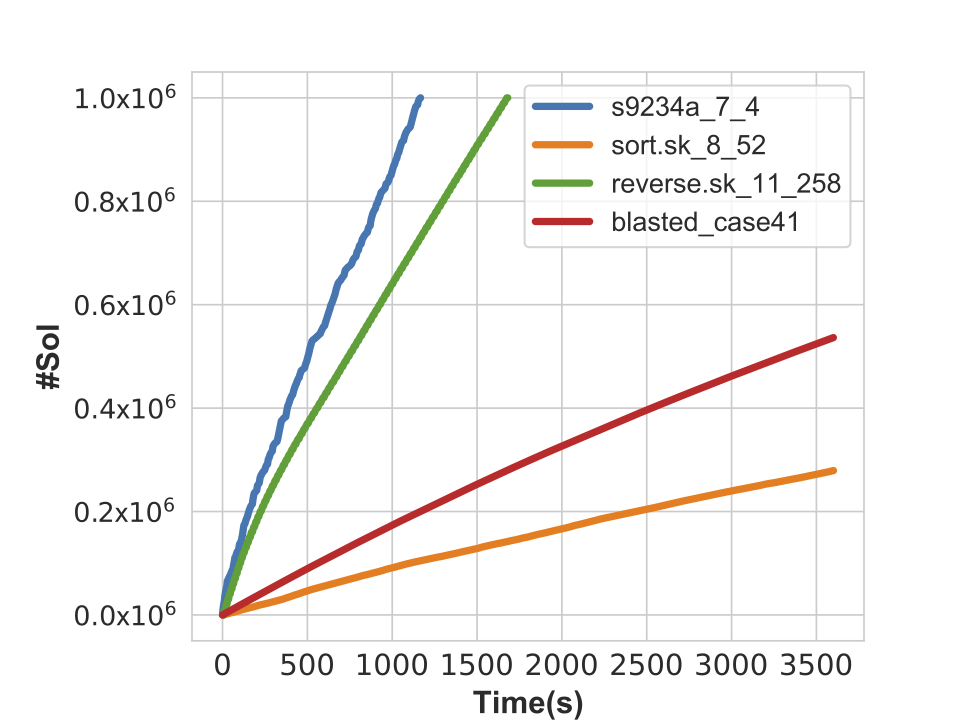 1.0x10⁶
0.8x10⁶
0.6x10⁶
0.4x10⁶
0.2x10⁶
0.0x10⁶
#Sol
s9234a_7_4
sort.sk_8_52
reverse.sk_11_258
blasted_case41
0 500 1000 1500 2000 2500 3000 3500
Time(s)